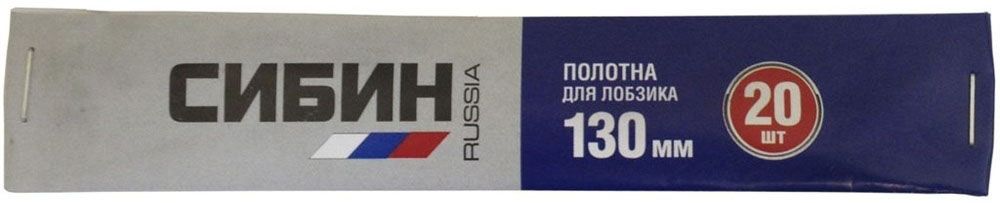 СИБИН
RUSSIA
ПОЛОТНА
ДЛЯ ЛОБЗИКА
130 мм
20
ШТ